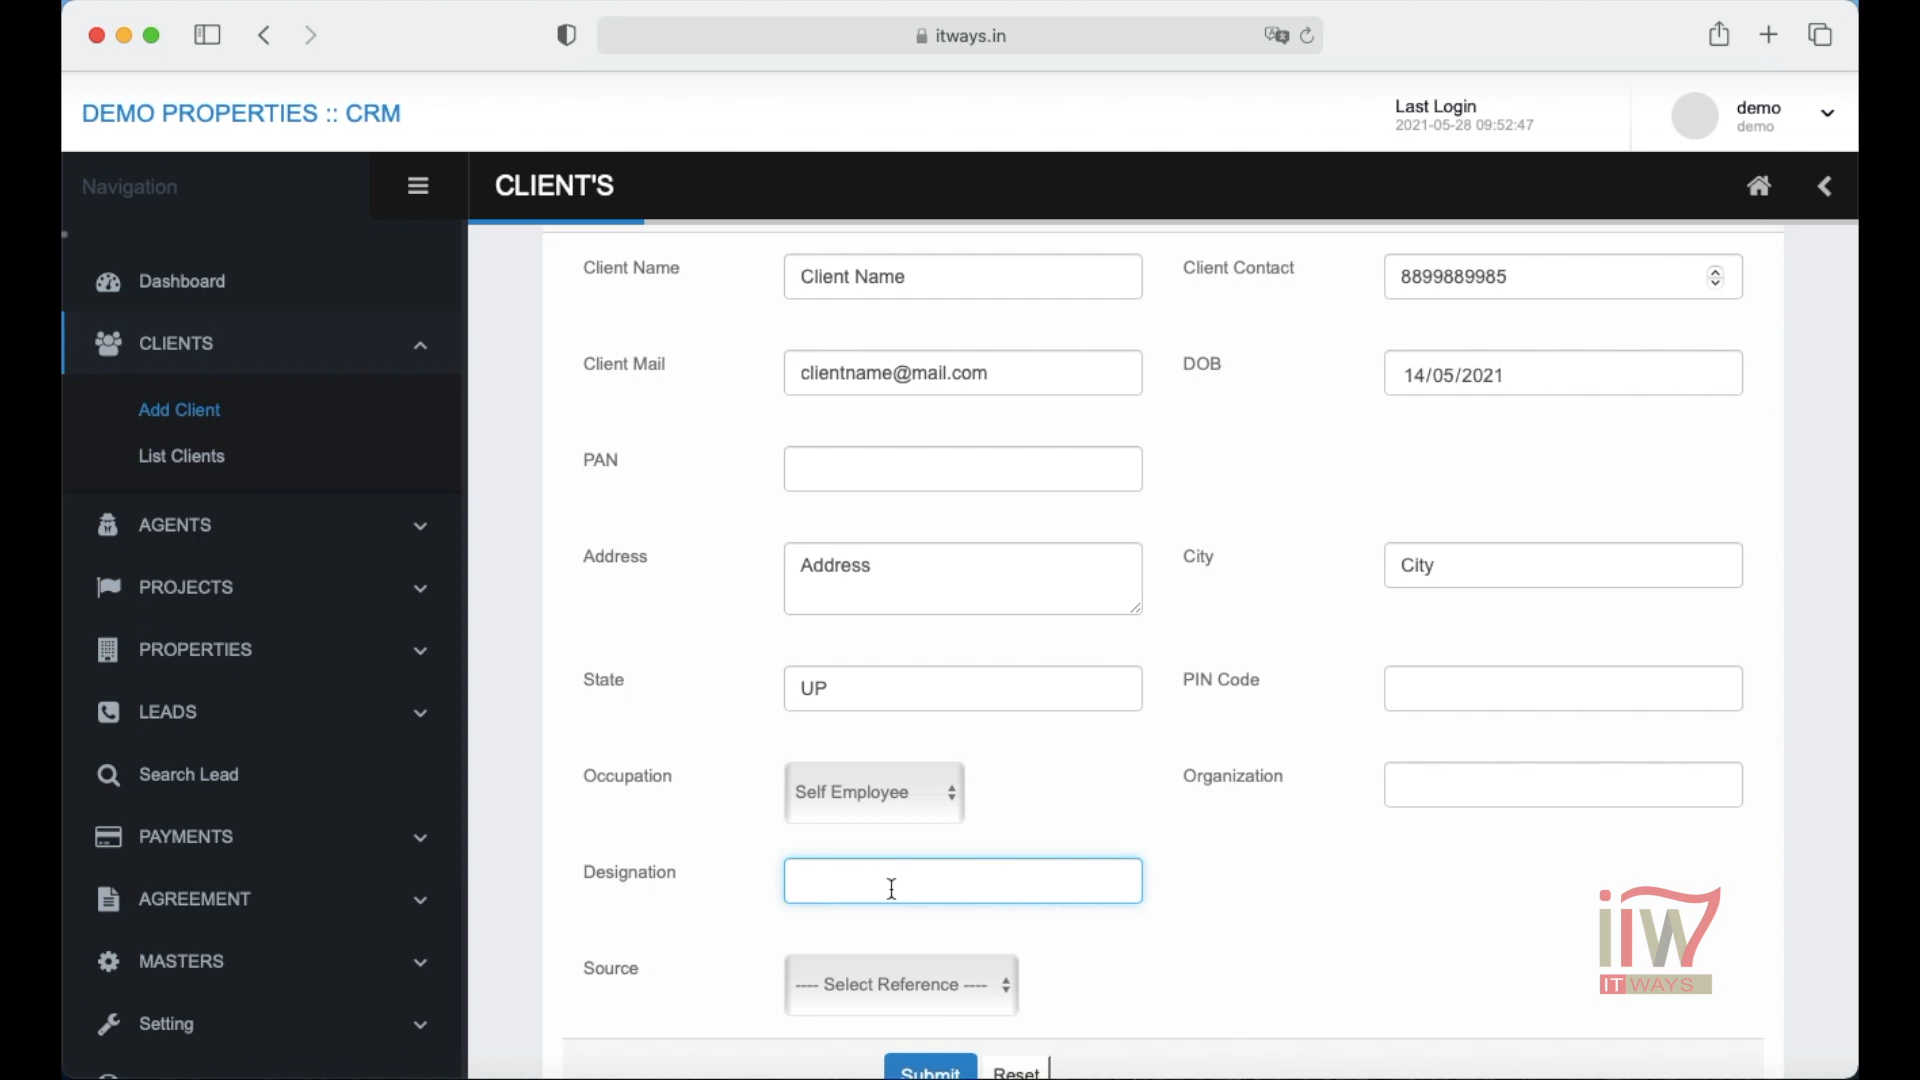 itways.in
DEMO PROPERTIES :: CRM
Last Login
2021-05-28 09:52:47
demo
demo
Navigation
CLIENT'S
Dashboard
CLIENTS
Add Client
List Clients
AGENTS
PROJECTS
PROPERTIES
LEADS
Search Lead
PAYMENTS
AGREEMENT
MASTERS
Setting
Client Name
Client Name
Client Contact
8899889985
Client Mail
clientname@mail.com
DOB
14/05/2021
PAN
Address
Address
City
City
State
UP
PIN Code
Occupation
Self Employee
Organization
Designation
Source
---- Select Reference ----
Submit
Reset
iiW7
IT WAYS